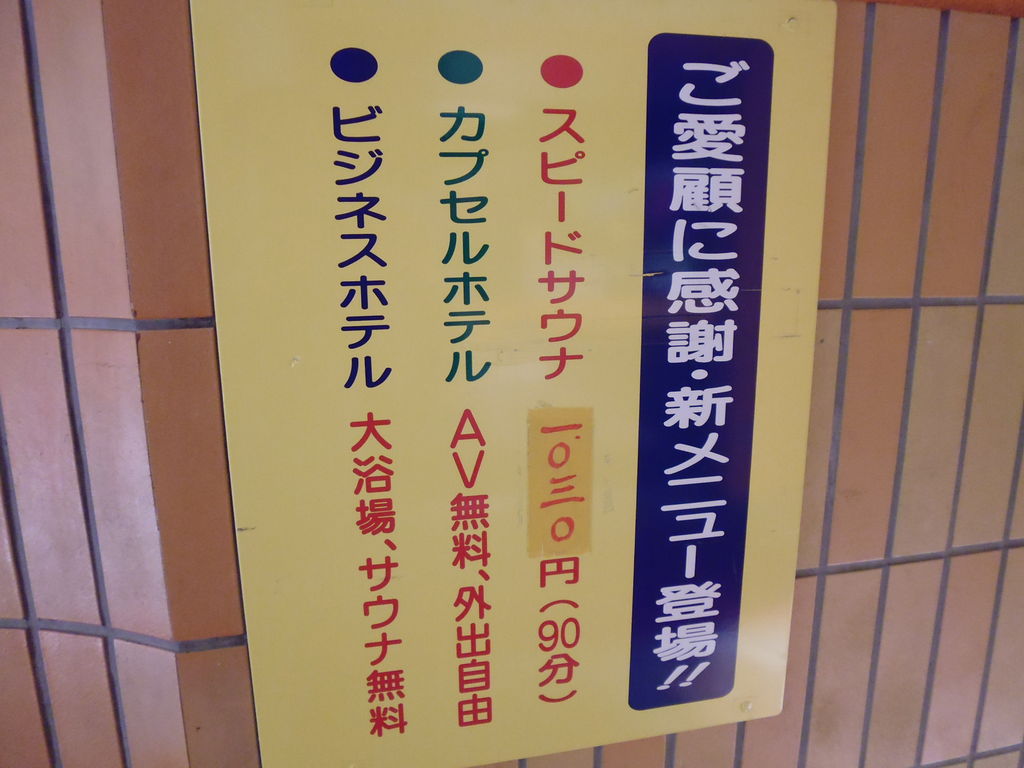 ご愛顧に感謝・新メニュー登場!!
●スピードサウナ 一、〇三〇円(90分)
●カプセルホテル AV無料、外出自由
●ビジネスホテル 大浴場、サウナ無料